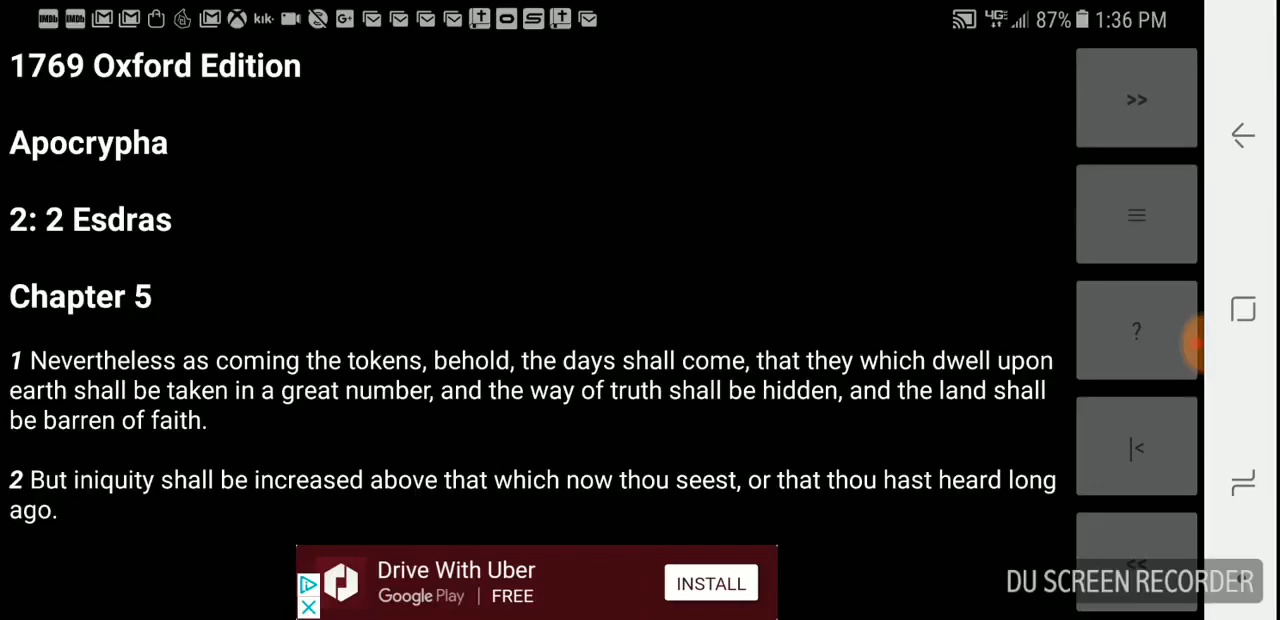 kik.
G+
4GE
87%
1:36 PM
1769 Oxford Edition
>>
Apocrypha
2: 2 Esdras
Chapter 5
?
1 Nevertheless as coming the tokens, behold, the days shall come, that they which dwell upon
earth shall be taken in a great number, and the way of truth shall be hidden, and the land shall
be barren of faith.
|<
2 But iniquity shall be increased above that which now thou seest, or that thou hast heard long
ago.
Drive With Uber
Google Play | FREE
INSTALL
<<
DU SCREEN RECORDER